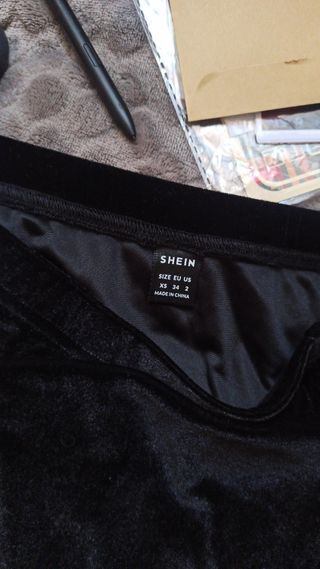 SHEIN
SIZE EU US
XS 34 2
MADE IN CHINA